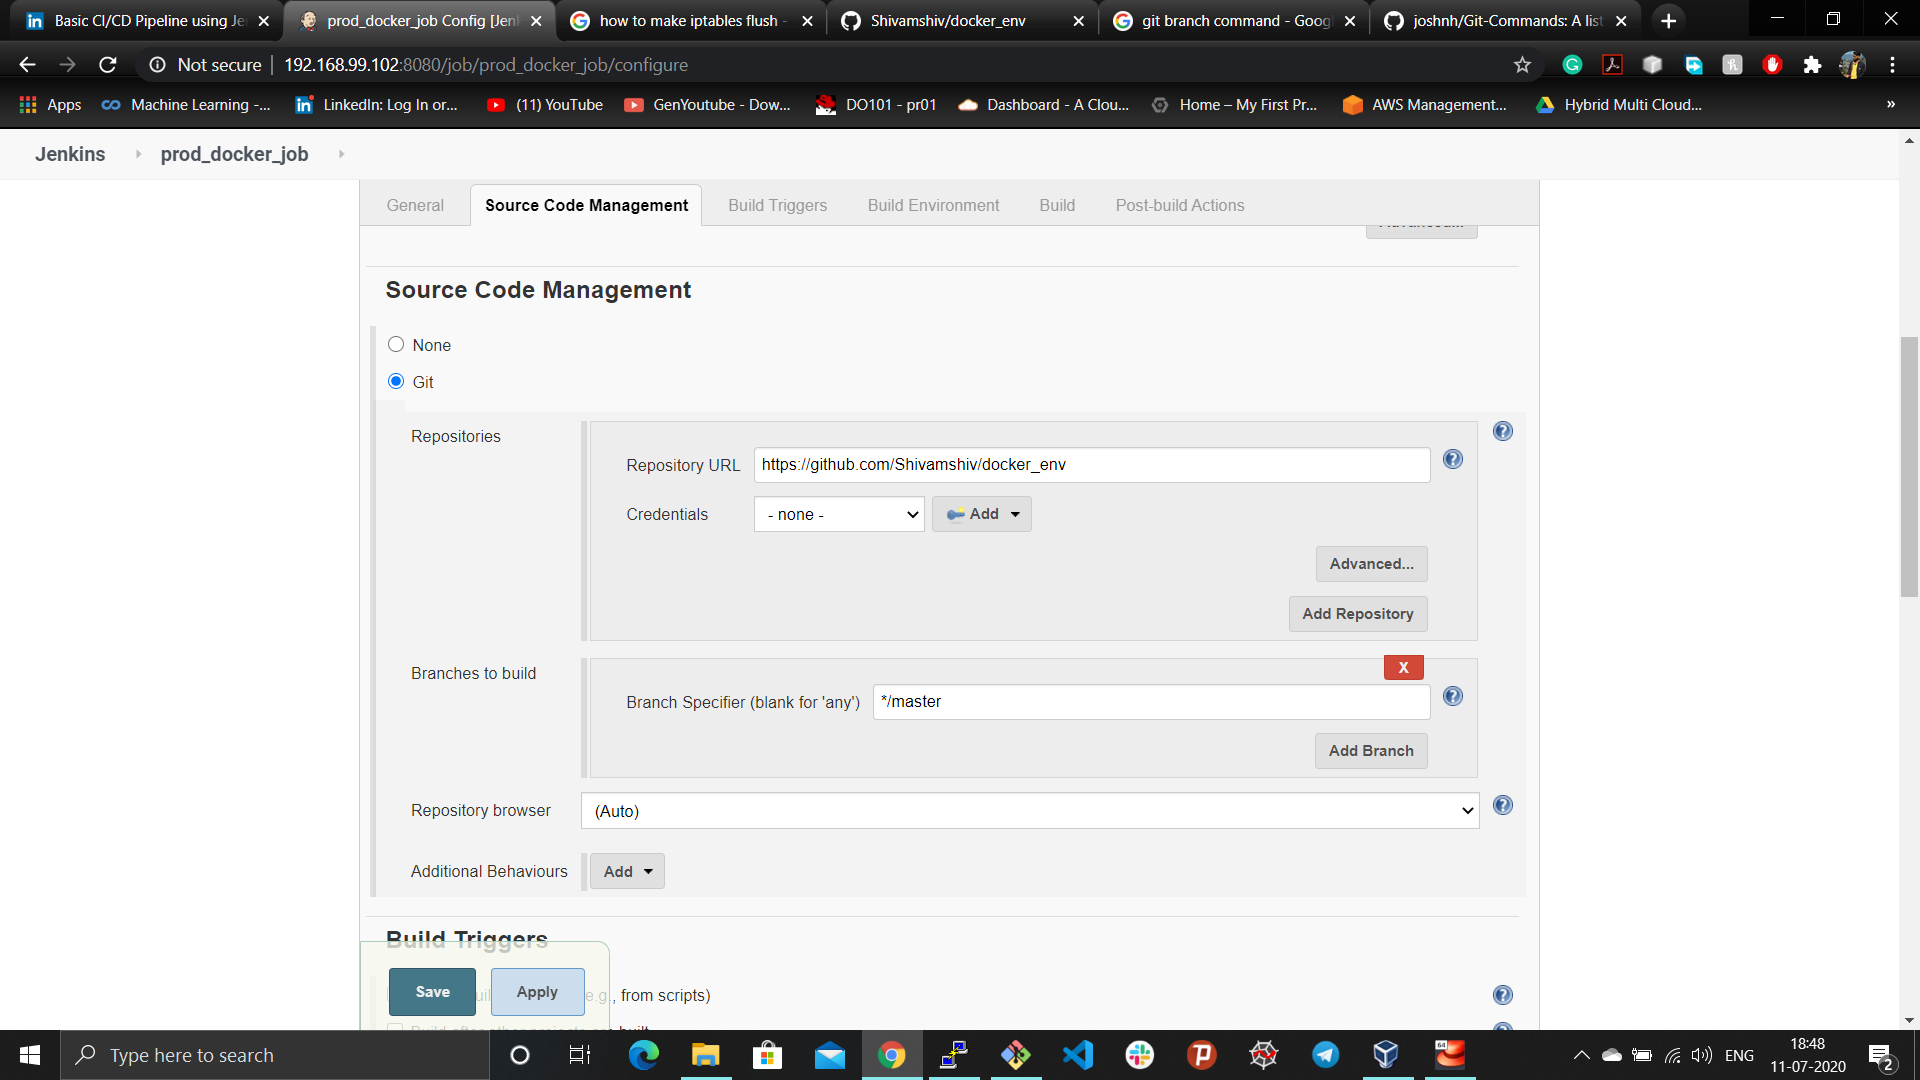 Basic CI/CD Pipeline using Je
prod_docker_job Config [Jenk
how to make iptables flush -
Shivamshiv/docker_env
git branch command - Goog
joshnh/Git-Commands: A list
Not secure
192.168.99.102:8080/job/prod_docker_job/configure
Apps
Machine Learning -...
LinkedIn: Log In or...
(11) YouTube
GenYoutube - Dow...
DO101 - pr01
Dashboard - A Clou...
Home – My First Pr...
AWS Management...
Hybrid Multi Cloud...
»
Jenkins
prod_docker_job
General
Source Code Management
Build Triggers
Build Environment
Build
Post-build Actions
Source Code Management
None
Git
Repositories
Repository URL
https://github.com/Shivamshiv/docker_env
Credentials
- none -
Add
Advanced...
Add Repository
Branches to build
X
Branch Specifier (blank for 'any')
*/master
Add Branch
Repository browser
(Auto)
Additional Behaviours
Add
Build Triggers
Save
Apply
e.g., from scripts)
Type here to search
ENG
18:48
11-07-2020
2